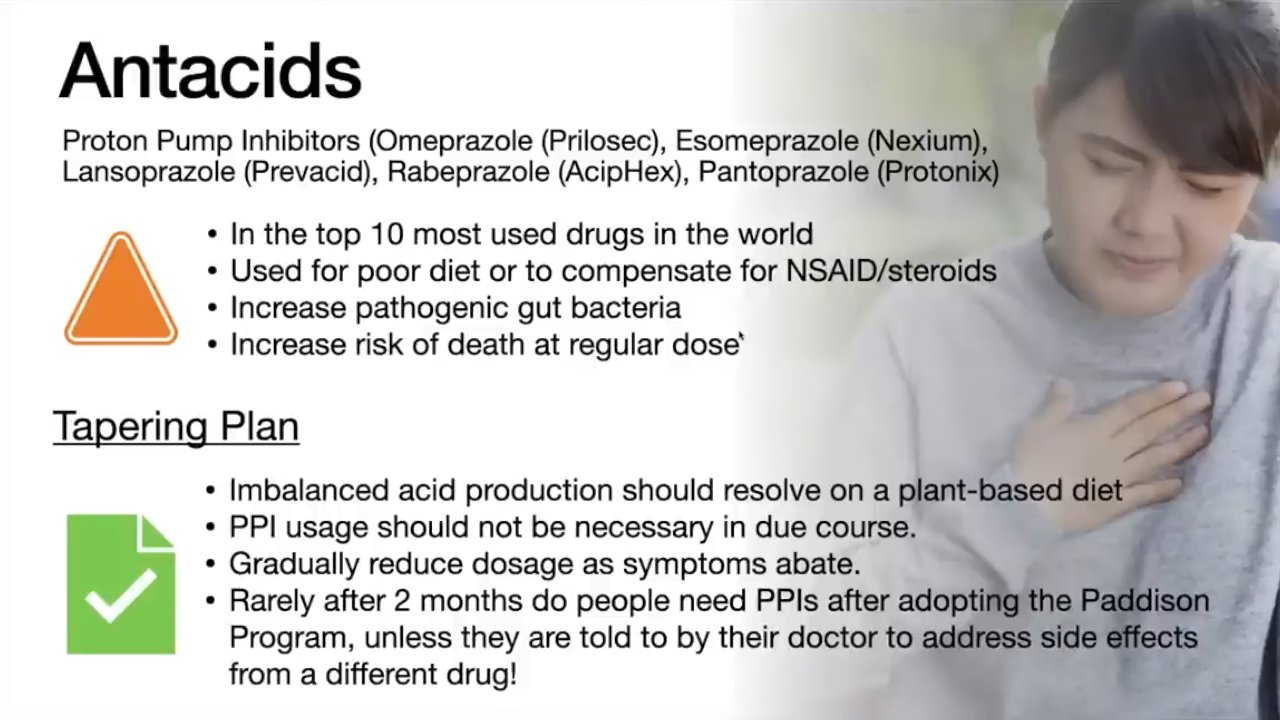 Antacids
Proton Pump Inhibitors (Omeprazole (Prilosec), Esomeprazole (Nexium),
Lansoprazole (Prevacid), Rabeprazole (AcipHex), Pantoprazole (Protonix)
• In the top 10 most used drugs in the world
• Used for poor diet or to compensate for NSAID/steroids
• Increase pathogenic gut bacteria
• Increase risk of death at regular dose
Tapering Plan
• Imbalanced acid production should resolve on a plant-based diet
• PPI usage should not be necessary in due course.
• Gradually reduce dosage as symptoms abate.
• Rarely after 2 months do people need PPIs after adopting the Paddison
Program, unless they are told to by their doctor to address side effects
from a different drug!